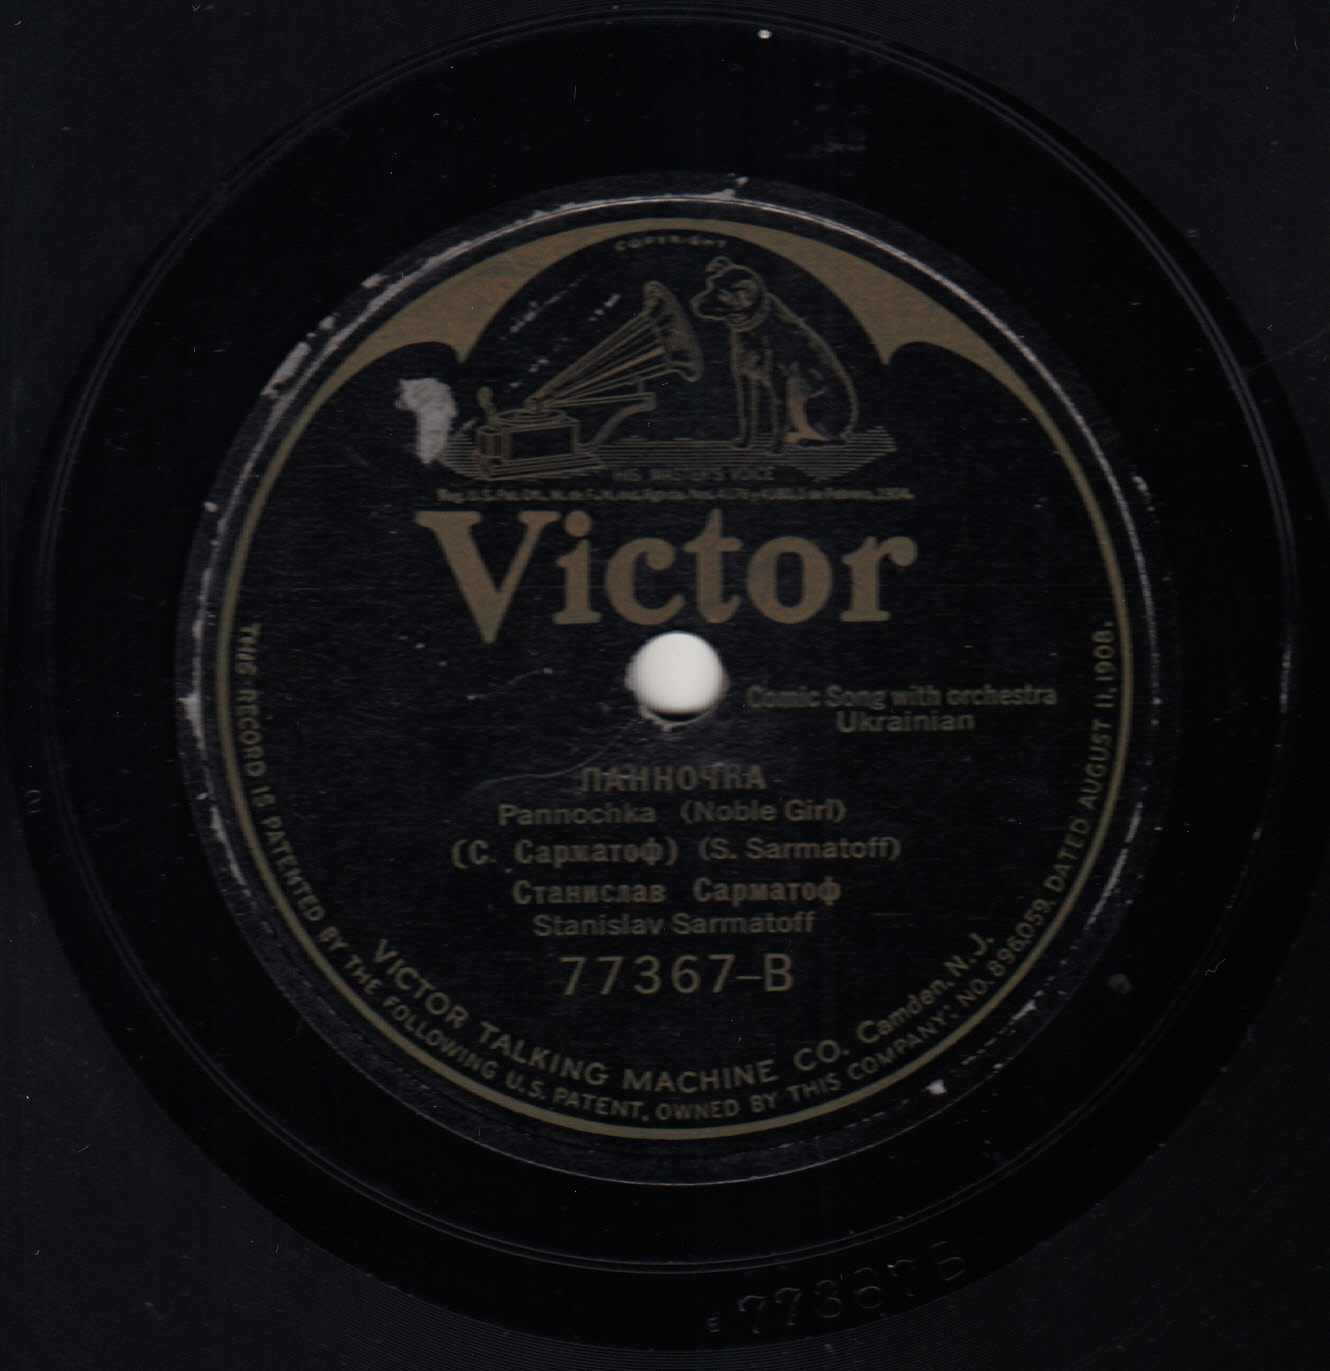 COPYRIGHT
HIS MASTER'S VOICE
Victor
Comic Song with orchestra
Ukrainian
ПАННОЧКА
Pannochka (Noble Girl)
(С. Сарматоф) (S. Sarmatoff)
Станислав Сарматоф
Stanislav Sarmatoff
77367-B
VICTOR TALKING MACHINE CO. Camden, N. J.
THIS RECORD IS PATENTED BY THE FOLLOWING U.S. PATENT, OWNED BY THIS COMPANY: NO. 896,059. DATED AUGUST 11, 1908.
E 77367B